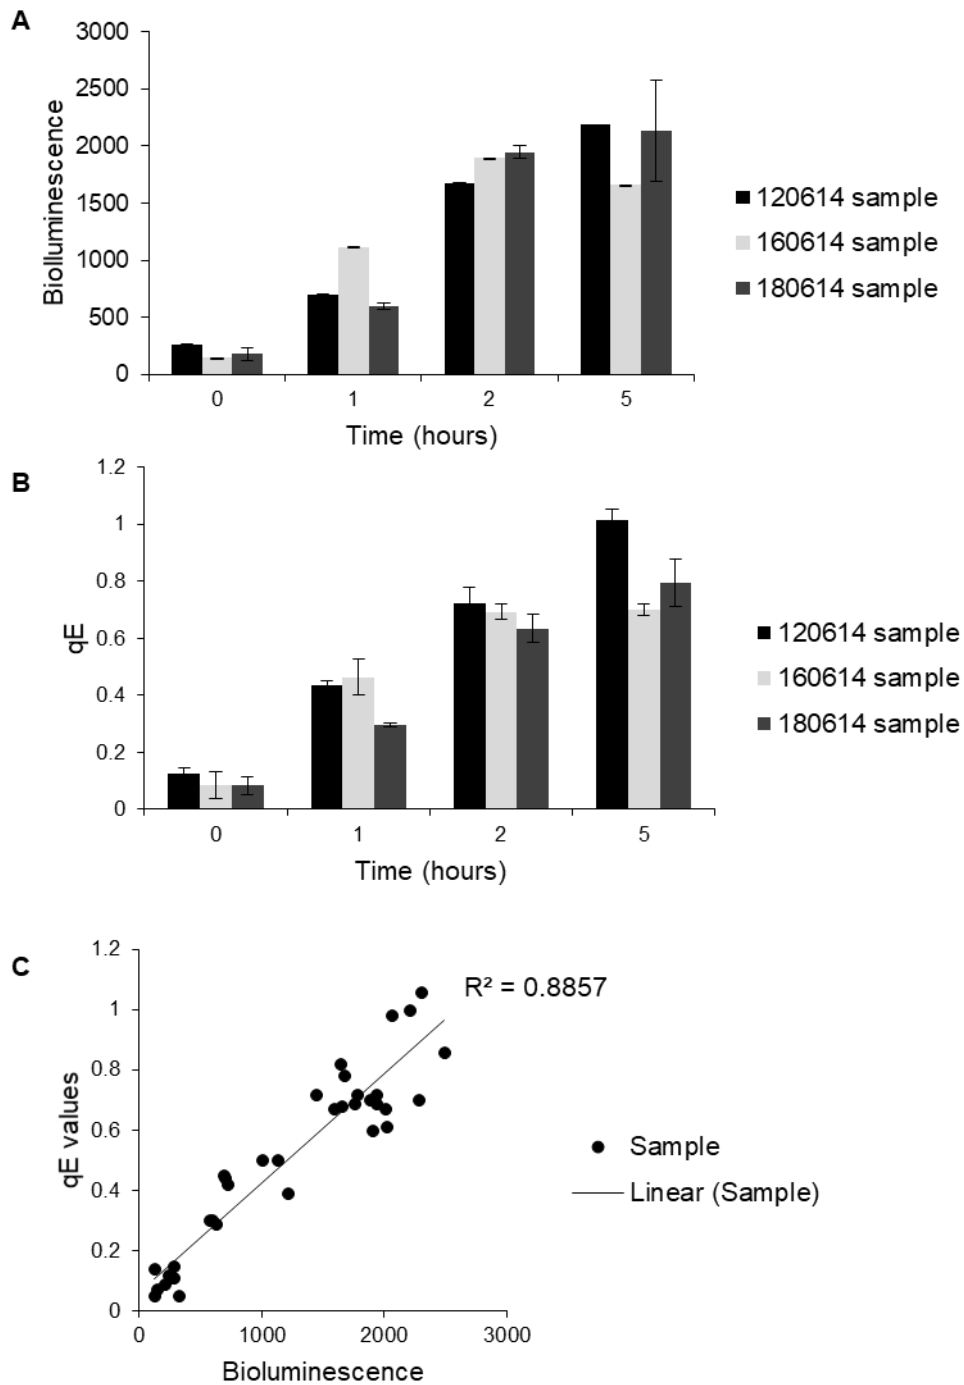 A
Biolluminescence
3000
2500
2000
1500
1000
500
0
0 1 2 5
Time (hours)
120614 sample
160614 sample
180614 sample
B
qE
1.2
1
0.8
0.6
0.4
0.2
0
0 1 2 5
Time (hours)
120614 sample
160614 sample
180614 sample
C
qE values
1.2
1
0.8
0.6
0.4
0.2
0
0 1000 2000 3000
Bioluminescence
R² = 0.8857
Sample
Linear (Sample)